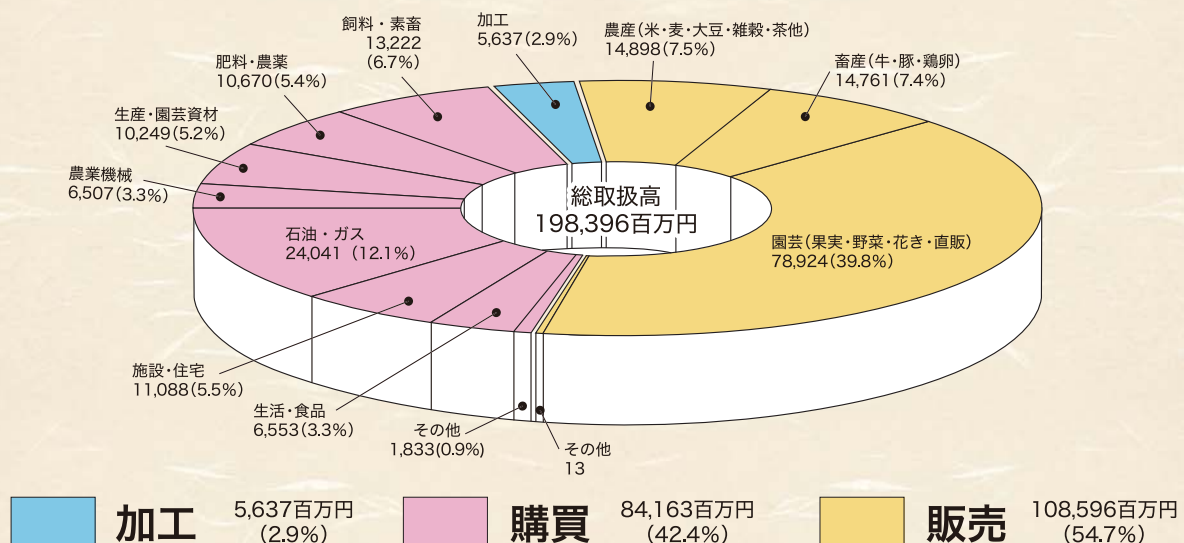 加工
5,637(2.9%)
農産(米・麦・大豆・雑穀・茶他)
14,898(7.5%)
畜産(牛・豚・鶏卵)
14,761(7.4%)
園芸(果実・野菜・花き・直販)
78,924(39.8%)
その他
13
その他
1,833(0.9%)
生活・食品
6,553(3.3%)
施設・住宅
11,088(5.5%)
石油・ガス
24,041 (12.1%)
農業機械
6,507(3.3%)
生産・園芸資材
10,249(5.2%)
肥料・農薬
10,670(5.4%)
飼料・素畜
13,222
(6.7%)
総取扱高
198,396百万円
加工
5,637百万円
(2.9%)
購買
84,163百万円
(42.4%)
販売
108,596百万円
(54.7%)